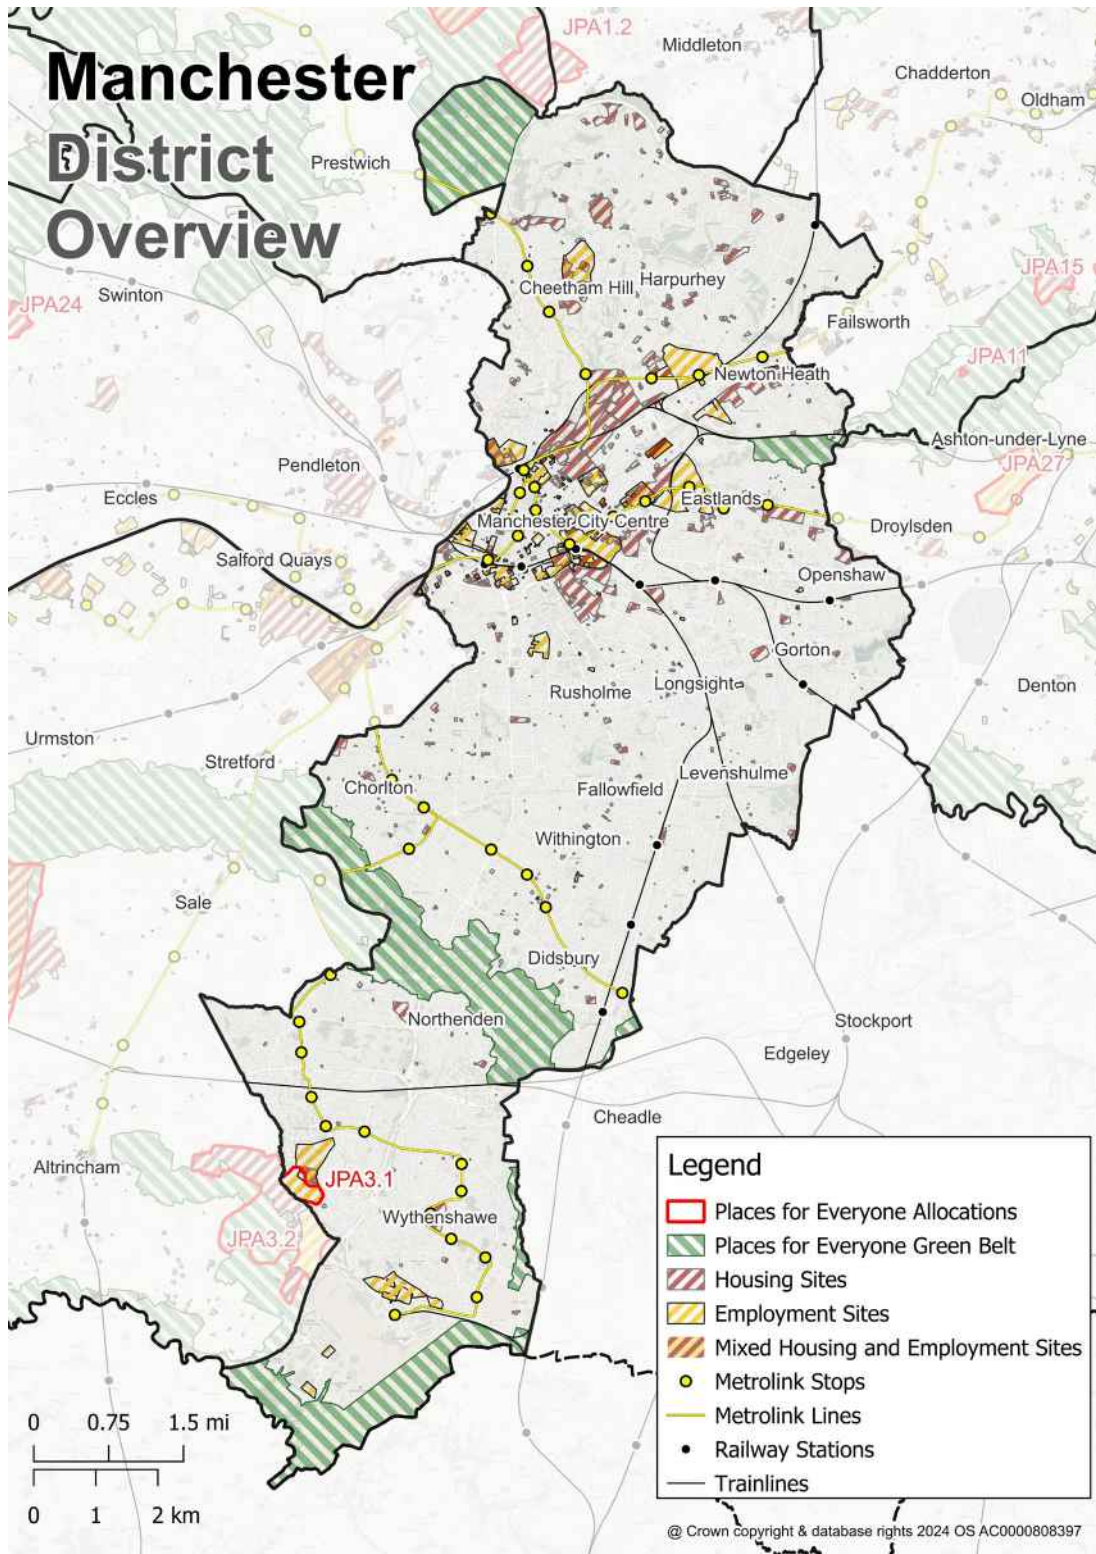 Manchester
District
Overview
JPA1.2
Middleton
Chadderton
Oldham
Prestwich
JPA24
Swinton
Cheetham Hill
Harpurhey
JPA15
Failsworth
JPA11
Newton Heath
Ashton-under-Lyne
JPA27
Pendleton
Eccles
Eastlands
Manchester City Centre
Droylsden
Salford Quays
Openshaw
Gorton
Rusholme
Longsight
Denton
Urmston
Stretford
Chorlton
Fallowfield
Levenshulme
Withington
Sale
Didsbury
Northenden
Stockport
Edgeley
Cheadle
Altrincham
JPA3.1
Wythenshawe
JPA3.2
Legend
Places for Everyone Allocations
Places for Everyone Green Belt
Housing Sites
Employment Sites
Mixed Housing and Employment Sites
Metrolink Stops
Metrolink Lines
Railway Stations
Trainlines
0 0.75 1.5 mi
0 1 2 km
@ Crown copyright & database rights 2024 OS AC0000808397